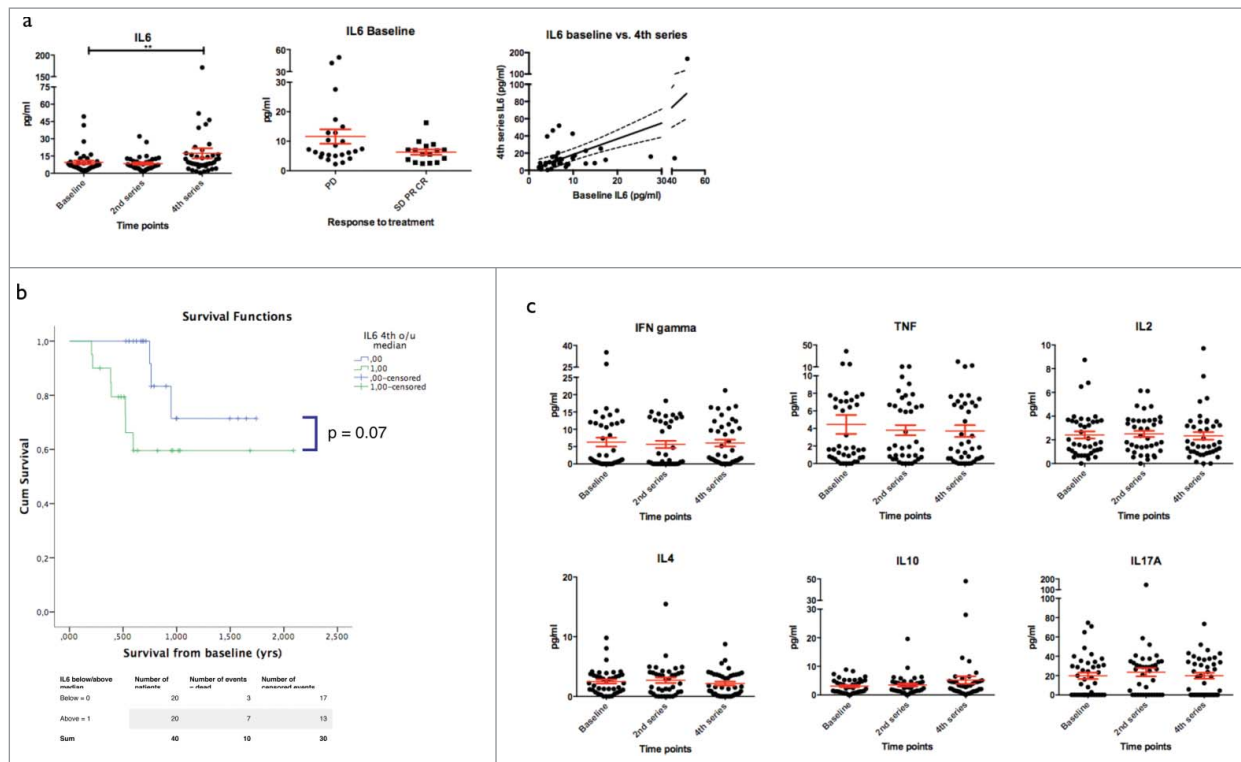 a
IL6
**
200
150
75
60
45
30
15
0
pg/ml
Baseline
2nd series
4th series
Time points
IL6 Baseline
60
30
30
20
10
0
pg/ml
PD
SD PR CR
Response to treatment
IL6 baseline vs. 4th series
200
100
100
80
60
40
20
0
4th series IL6 (pg/ml)
0
10
20
30
40
60
Baseline IL6 (pg/ml)
b
Survival Functions
IL6 4th o/u
median
,00
1,00
,00-censored
1,00-censored
1,0
0,8
0,6
0,4
0,2
0,0
Cum Survival
p = 0.07
,000
,500
1,000
1,500
2,000
2,500
Survival from baseline (yrs)
IL6 below/above median Number of patients Number of events = dead Number of censored events
Below = 0 20 3 17
Above = 1 20 7 13
Sum 40 10 30
c
IFN gamma
40
25
25
20
15
10
5
0
pg/ml
Baseline
2nd series
4th series
Time points
TNF
50
10
10
8
6
4
2
0
pg/ml
Baseline
2nd series
4th series
Time points
IL2
10
8
6
4
2
0
pg/ml
Baseline
2nd series
4th series
Time points
IL4
20
10
0
pg/ml
Baseline
2nd series
4th series
Time points
IL10
50
30
30
20
10
0
pg/ml
Baseline
2nd series
4th series
Time points
IL17A
200
100
100
80
60
40
20
0
pg/ml
Baseline
2nd series
4th series
Time points